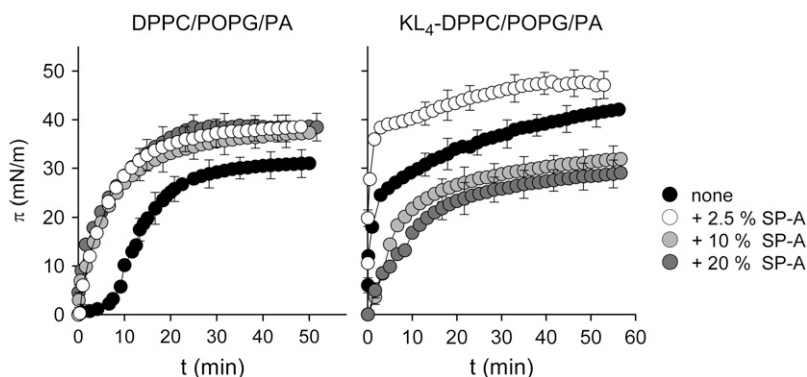 DPPC/POPG/PA
KL₄-DPPC/POPG/PA
π (mN/m)
50
40
30
20
10
0
0 10 20 30 40 50
0 10 20 30 40 50 60
t (min)
t (min)
none
+ 2.5 % SP-A
+ 10 % SP-A
+ 20 % SP-A